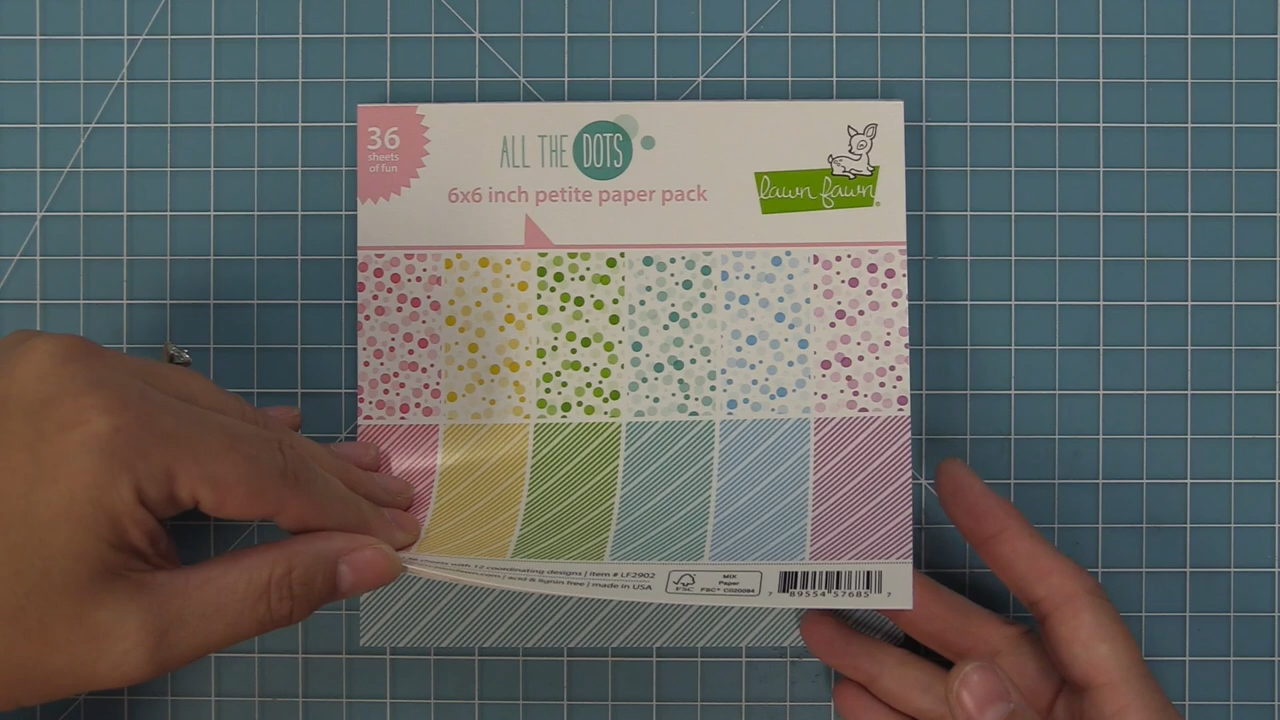 36
sheets
of fun
ALL THE DOTS
6x6 inch petite paper pack
lawn fawn
sheets with 12 coordinating designs / item # LF2902
/ acid & lignin free / made in USA
FSC
MIX
Paper
FSC® C020094
7 89554 57685 7